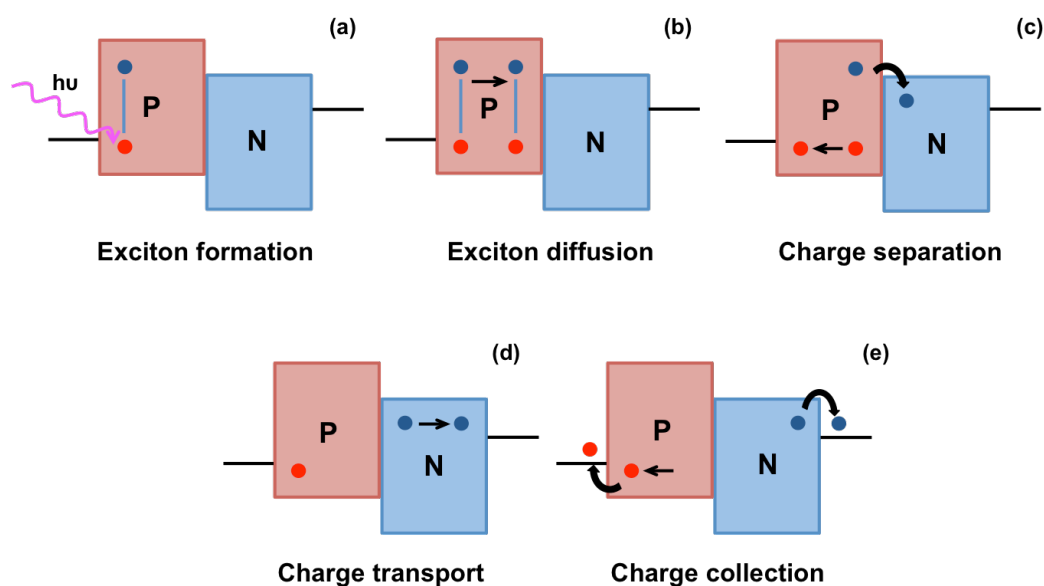 (a)
hυ
P
N
Exciton formation
(b)
P
N
Exciton diffusion
(c)
P
N
Charge separation
(d)
P
N
Charge transport
(e)
P
N
Charge collection